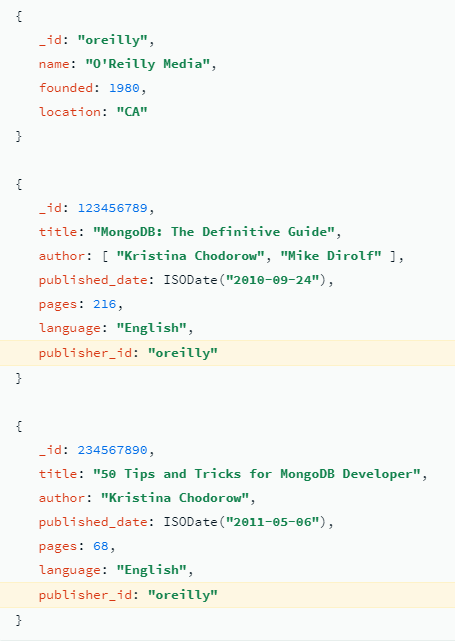 {
_id: "oreilly",
name: "O'Reilly Media",
founded: 1980,
location: "CA"
}
{
_id: 123456789,
title: "MongoDB: The Definitive Guide",
author: [ "Kristina Chodorow", "Mike Dirolf" ],
published_date: ISODate("2010-09-24"),
pages: 216,
language: "English",
publisher_id: "oreilly"
}
{
_id: 234567890,
title: "50 Tips and Tricks for MongoDB Developer",
author: "Kristina Chodorow",
published_date: ISODate("2011-05-06"),
pages: 68,
language: "English",
publisher_id: "oreilly"
}